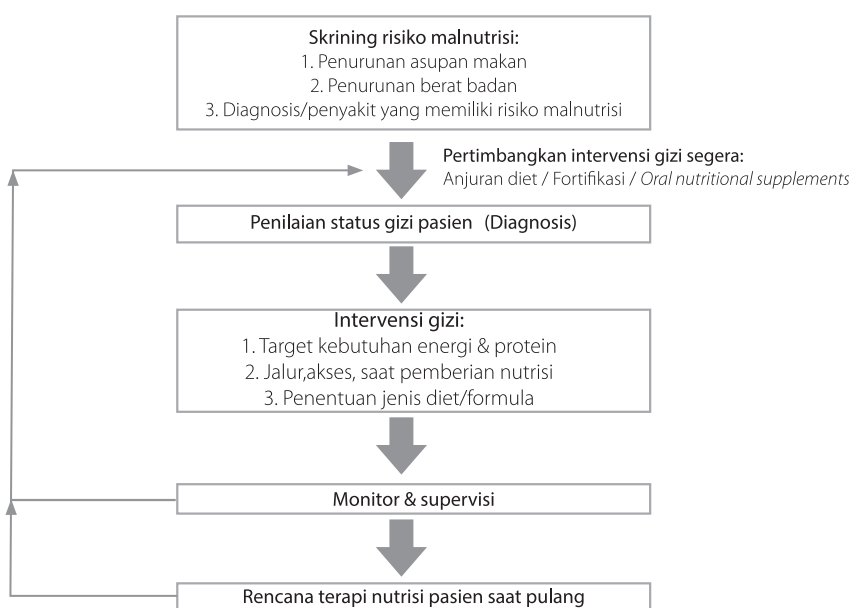 Skrining risiko malnutrisi:
1. Penurunan asupan makan
2. Penurunan berat badan
3. Diagnosis/penyakit yang memiliki risiko malnutrisi
Pertimbangkan intervensi gizi segera:
Anjuran diet / Fortifikasi / Oral nutritional supplements
Penilaian status gizi pasien (Diagnosis)
Intervensi gizi:
1. Target kebutuhan energi & protein
2. Jalur,akses, saat pemberian nutrisi
3. Penentuan jenis diet/formula
Monitor & supervisi
Rencana terapi nutrisi pasien saat pulang